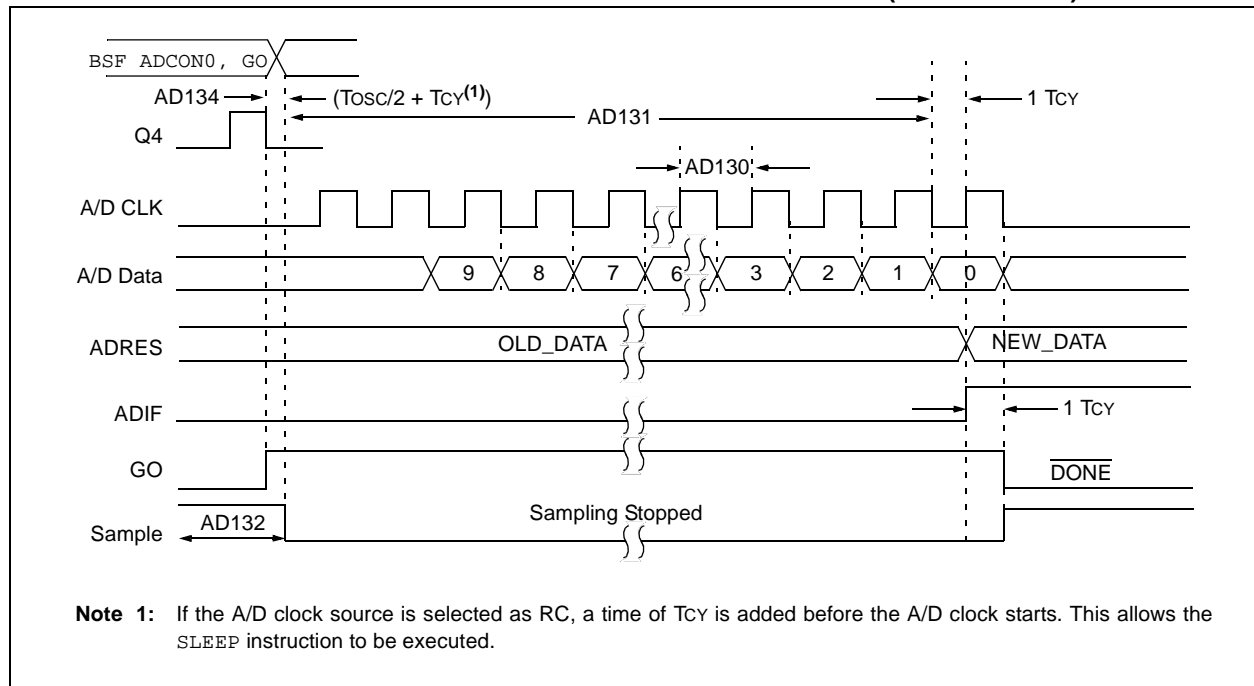 BSF ADCON0, GO
AD134 (TOSC/2 + TCY(1)) 1 TCY
AD131
Q4
AD130
A/D CLK
A/D Data 9 8 7 6 3 2 1 0
ADRES OLD_DATA NEW_DATA
ADIF 1 TCY
GO DONE
Sample AD132 Sampling Stopped
Note 1: If the A/D clock source is selected as RC, a time of TCY is added before the A/D clock starts. This allows the
SLEEP instruction to be executed.